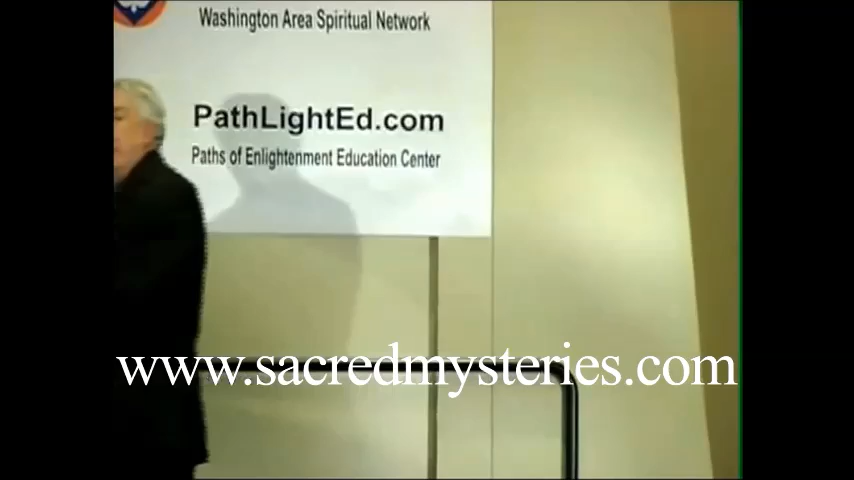 Washington Area Spiritual Network
PathLightEd.com
Paths of Enlightenment Education Center
www.sacredmysteries.com